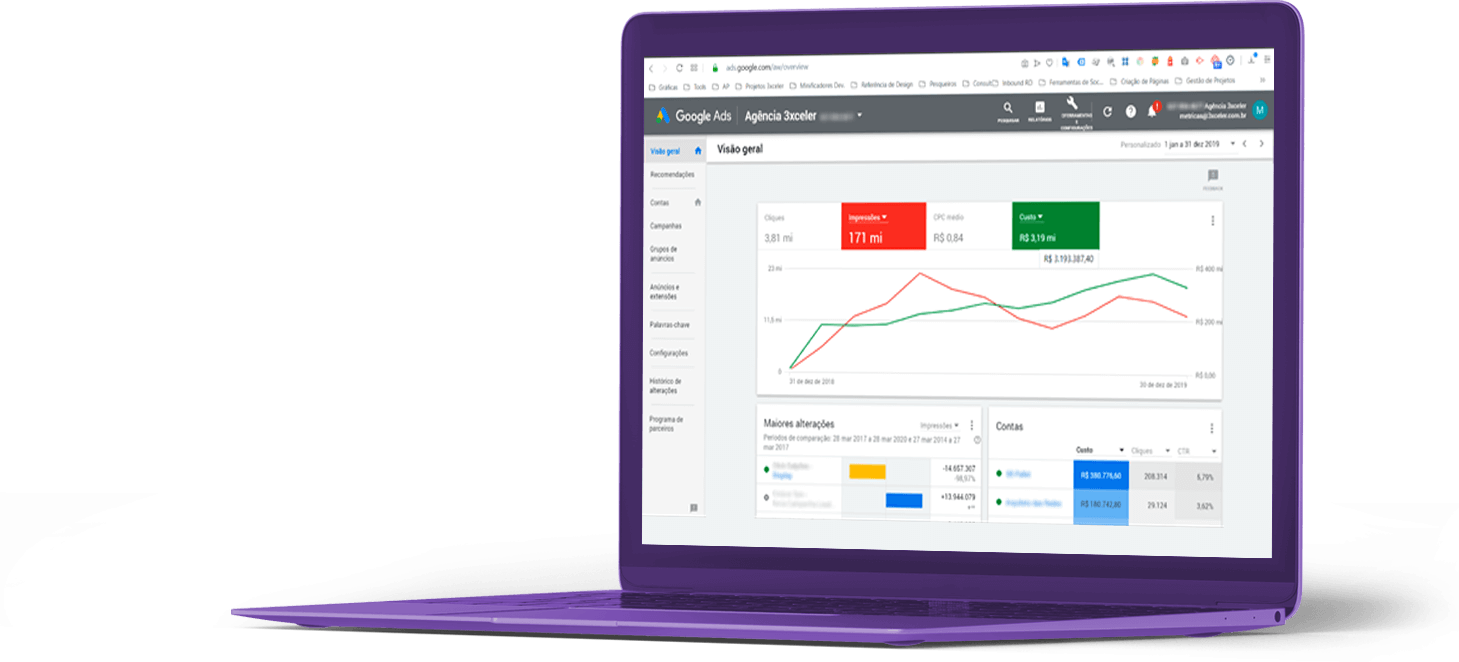 ads.google.com/aw/overview
Gráficas Tools AP Projetos 3xceler Minificadores Dev. Referência de Design Pesqueiros Consult Inbound RD Ferramentas de Soc... Criação de Páginas Gestão de Projetos »
Google Ads Agência 3xceler
PESQUISAR RELATÓRIOS FERRAMENTAS E CONFIGURAÇÕES
Agência 3xceler
metricas@3xceler.com.br
M
Visão geral
Recomendações
Contas
Campanhas
Grupos de
anúncios
Anúncios e
extensões
Palavras-chave
Configurações
Histórico de
alterações
Programa de
parceiros
Visão geral
Personalizado 1 jan a 31 dez 2019
FEEDBACK
Cliques
3,81 mi
Impressões
171 mi
CPC médio
R$ 0,84
Custo
R$ 3,19 mi
R$ 3.193.387,40
23 mi
11,5 mi
0
R$ 400 mi
R$ 200 mi
R$ 0,00
31 de dez de 2018
30 de dez de 2019
Maiores alterações
Impressões
Períodos de comparação: 28 mar 2017 a 28 mar 2020 e 27 mar 2014 a 27
mar 2017
Display
-14.657.307
-98,97%
+13.944.079
Contas
Custo Cliques CTR
R$ 380.776,60 208.314 6,79%
R$ 180.742,80 29.124 3,62%